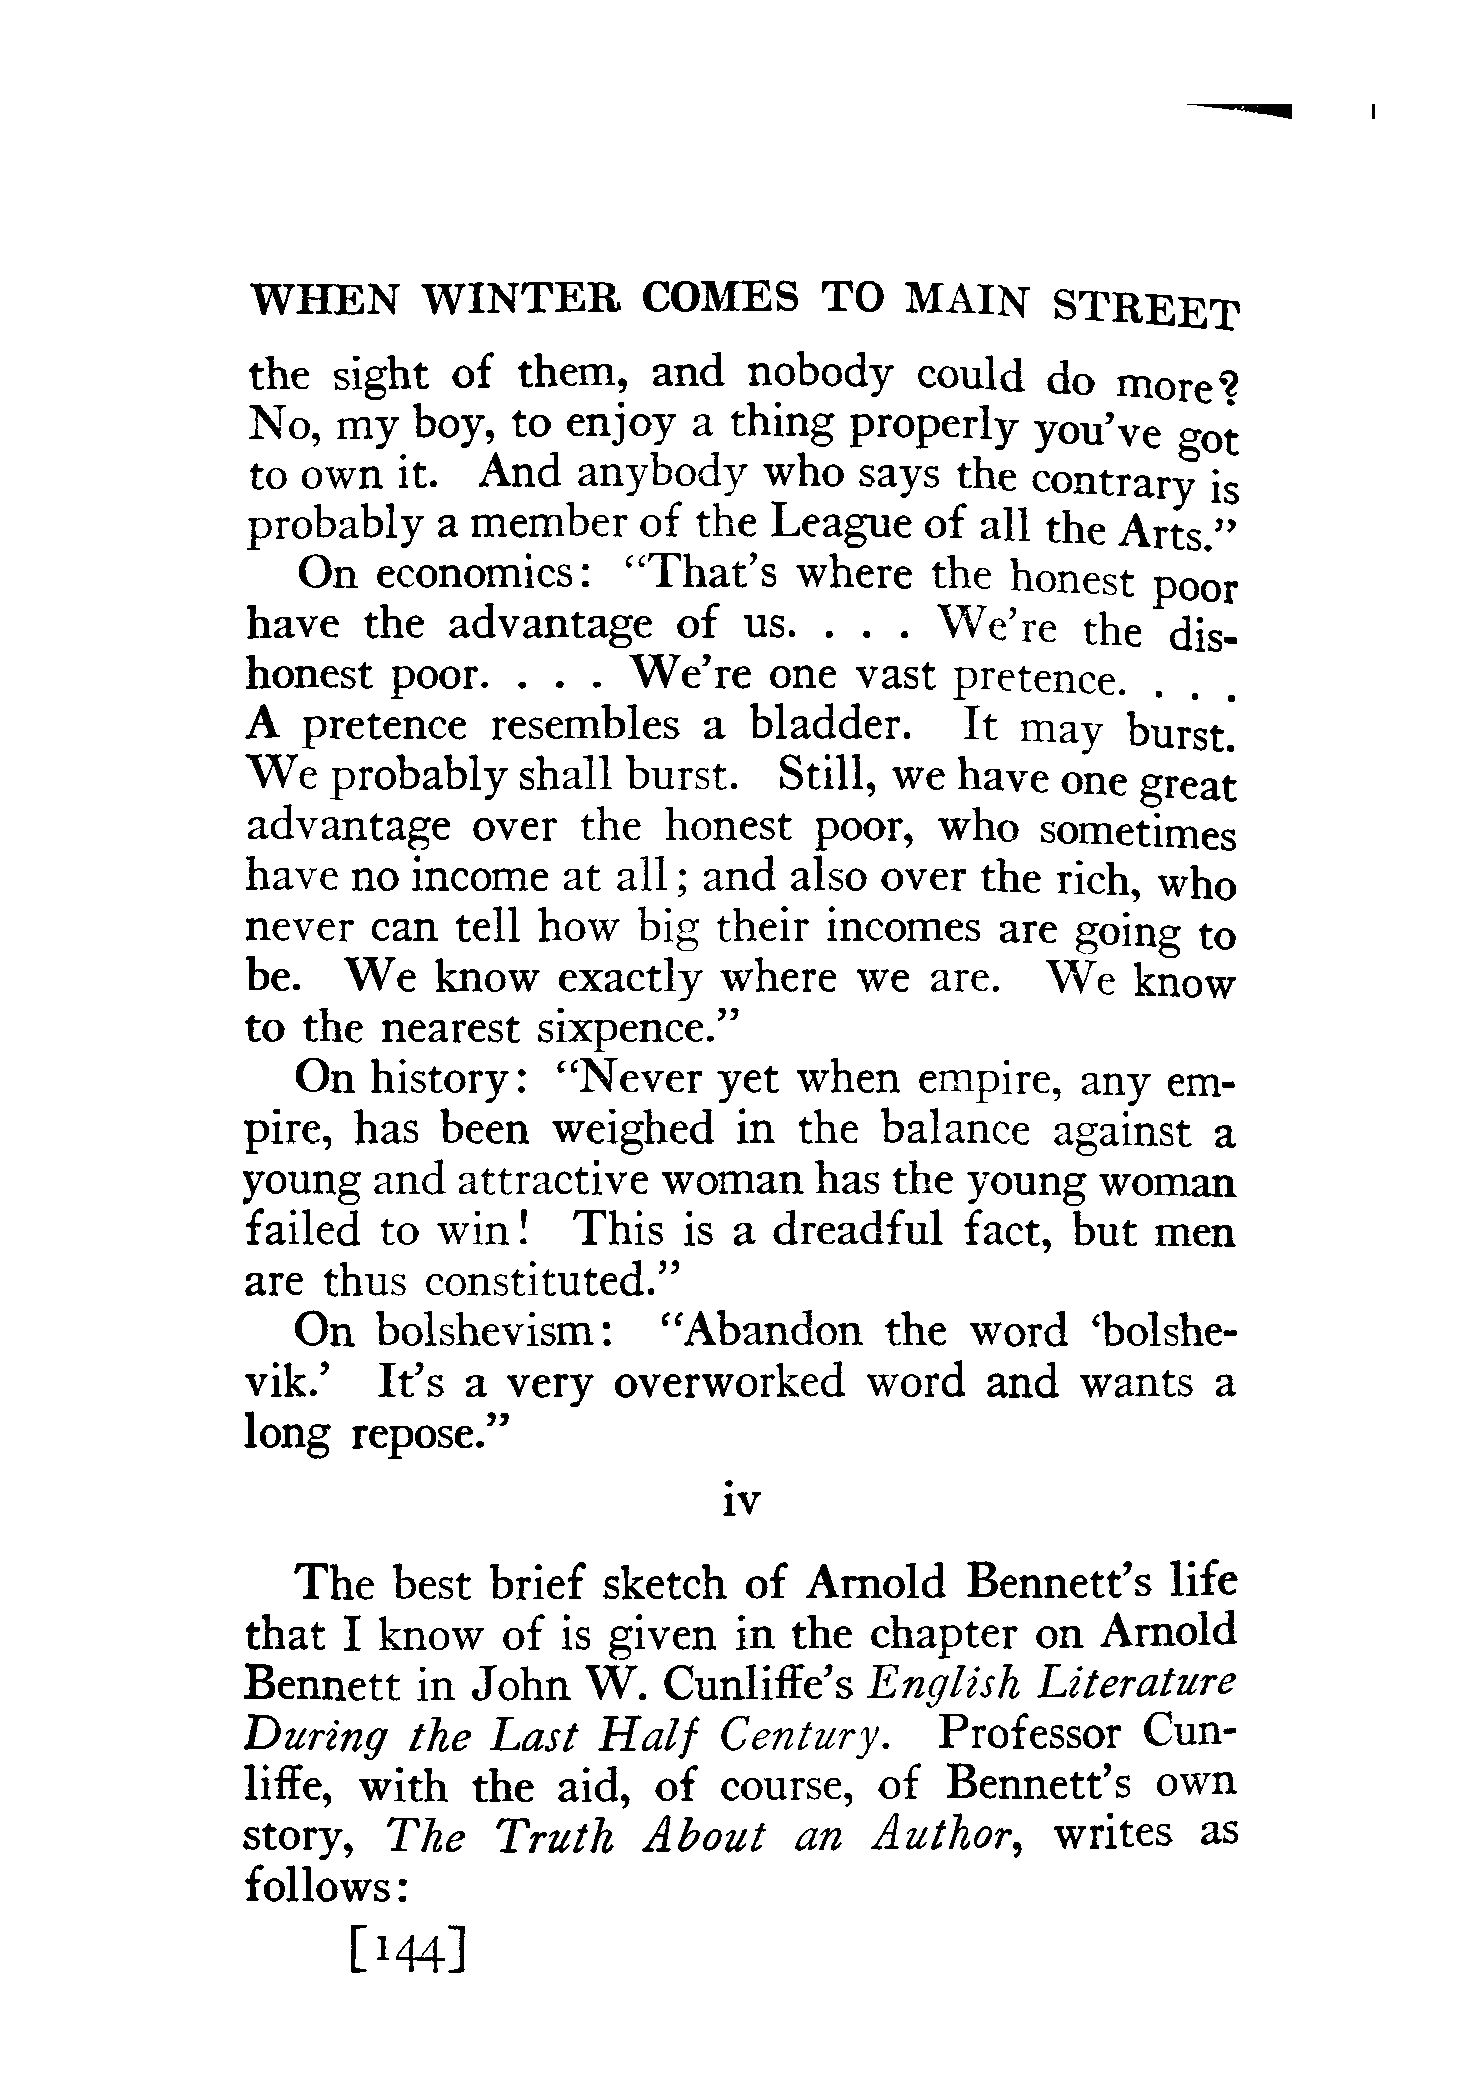 WHEN WINTER COMES TO MAIN STREET
the sight of them, and nobody could do more?
No, my boy, to enjoy a thing properly you've got
to own it. And anybody who says the contrary is
probably a member of the League of all the Arts."
On economics: "That's where the honest poor
have the advantage of us. . . . We're the dis-
honest poor. . . . We're one vast pretence. . . .
A pretence resembles a bladder. It may burst.
We probably shall burst. Still, we have one great
advantage over the honest poor, who sometimes
have no income at all; and also over the rich, who
never can tell how big their incomes are going to
be. We know exactly where we are. We know
to the nearest sixpence."
On history: "Never yet when empire, any em-
pire, has been weighed in the balance against a
young and attractive woman has the young woman
failed to win! This is a dreadful fact, but men
are thus constituted."
On bolshevism: "Abandon the word 'bolshe-
vik.' It's a very overworked word and wants a
long repose."
iv
The best brief sketch of Arnold Bennett's life
that I know of is given in the chapter on Arnold
Bennett in John W. Cunliffe's English Literature
During the Last Half Century. Professor Cun-
liffe, with the aid, of course, of Bennett's own
story, The Truth About an Author, writes as
follows:
[144]